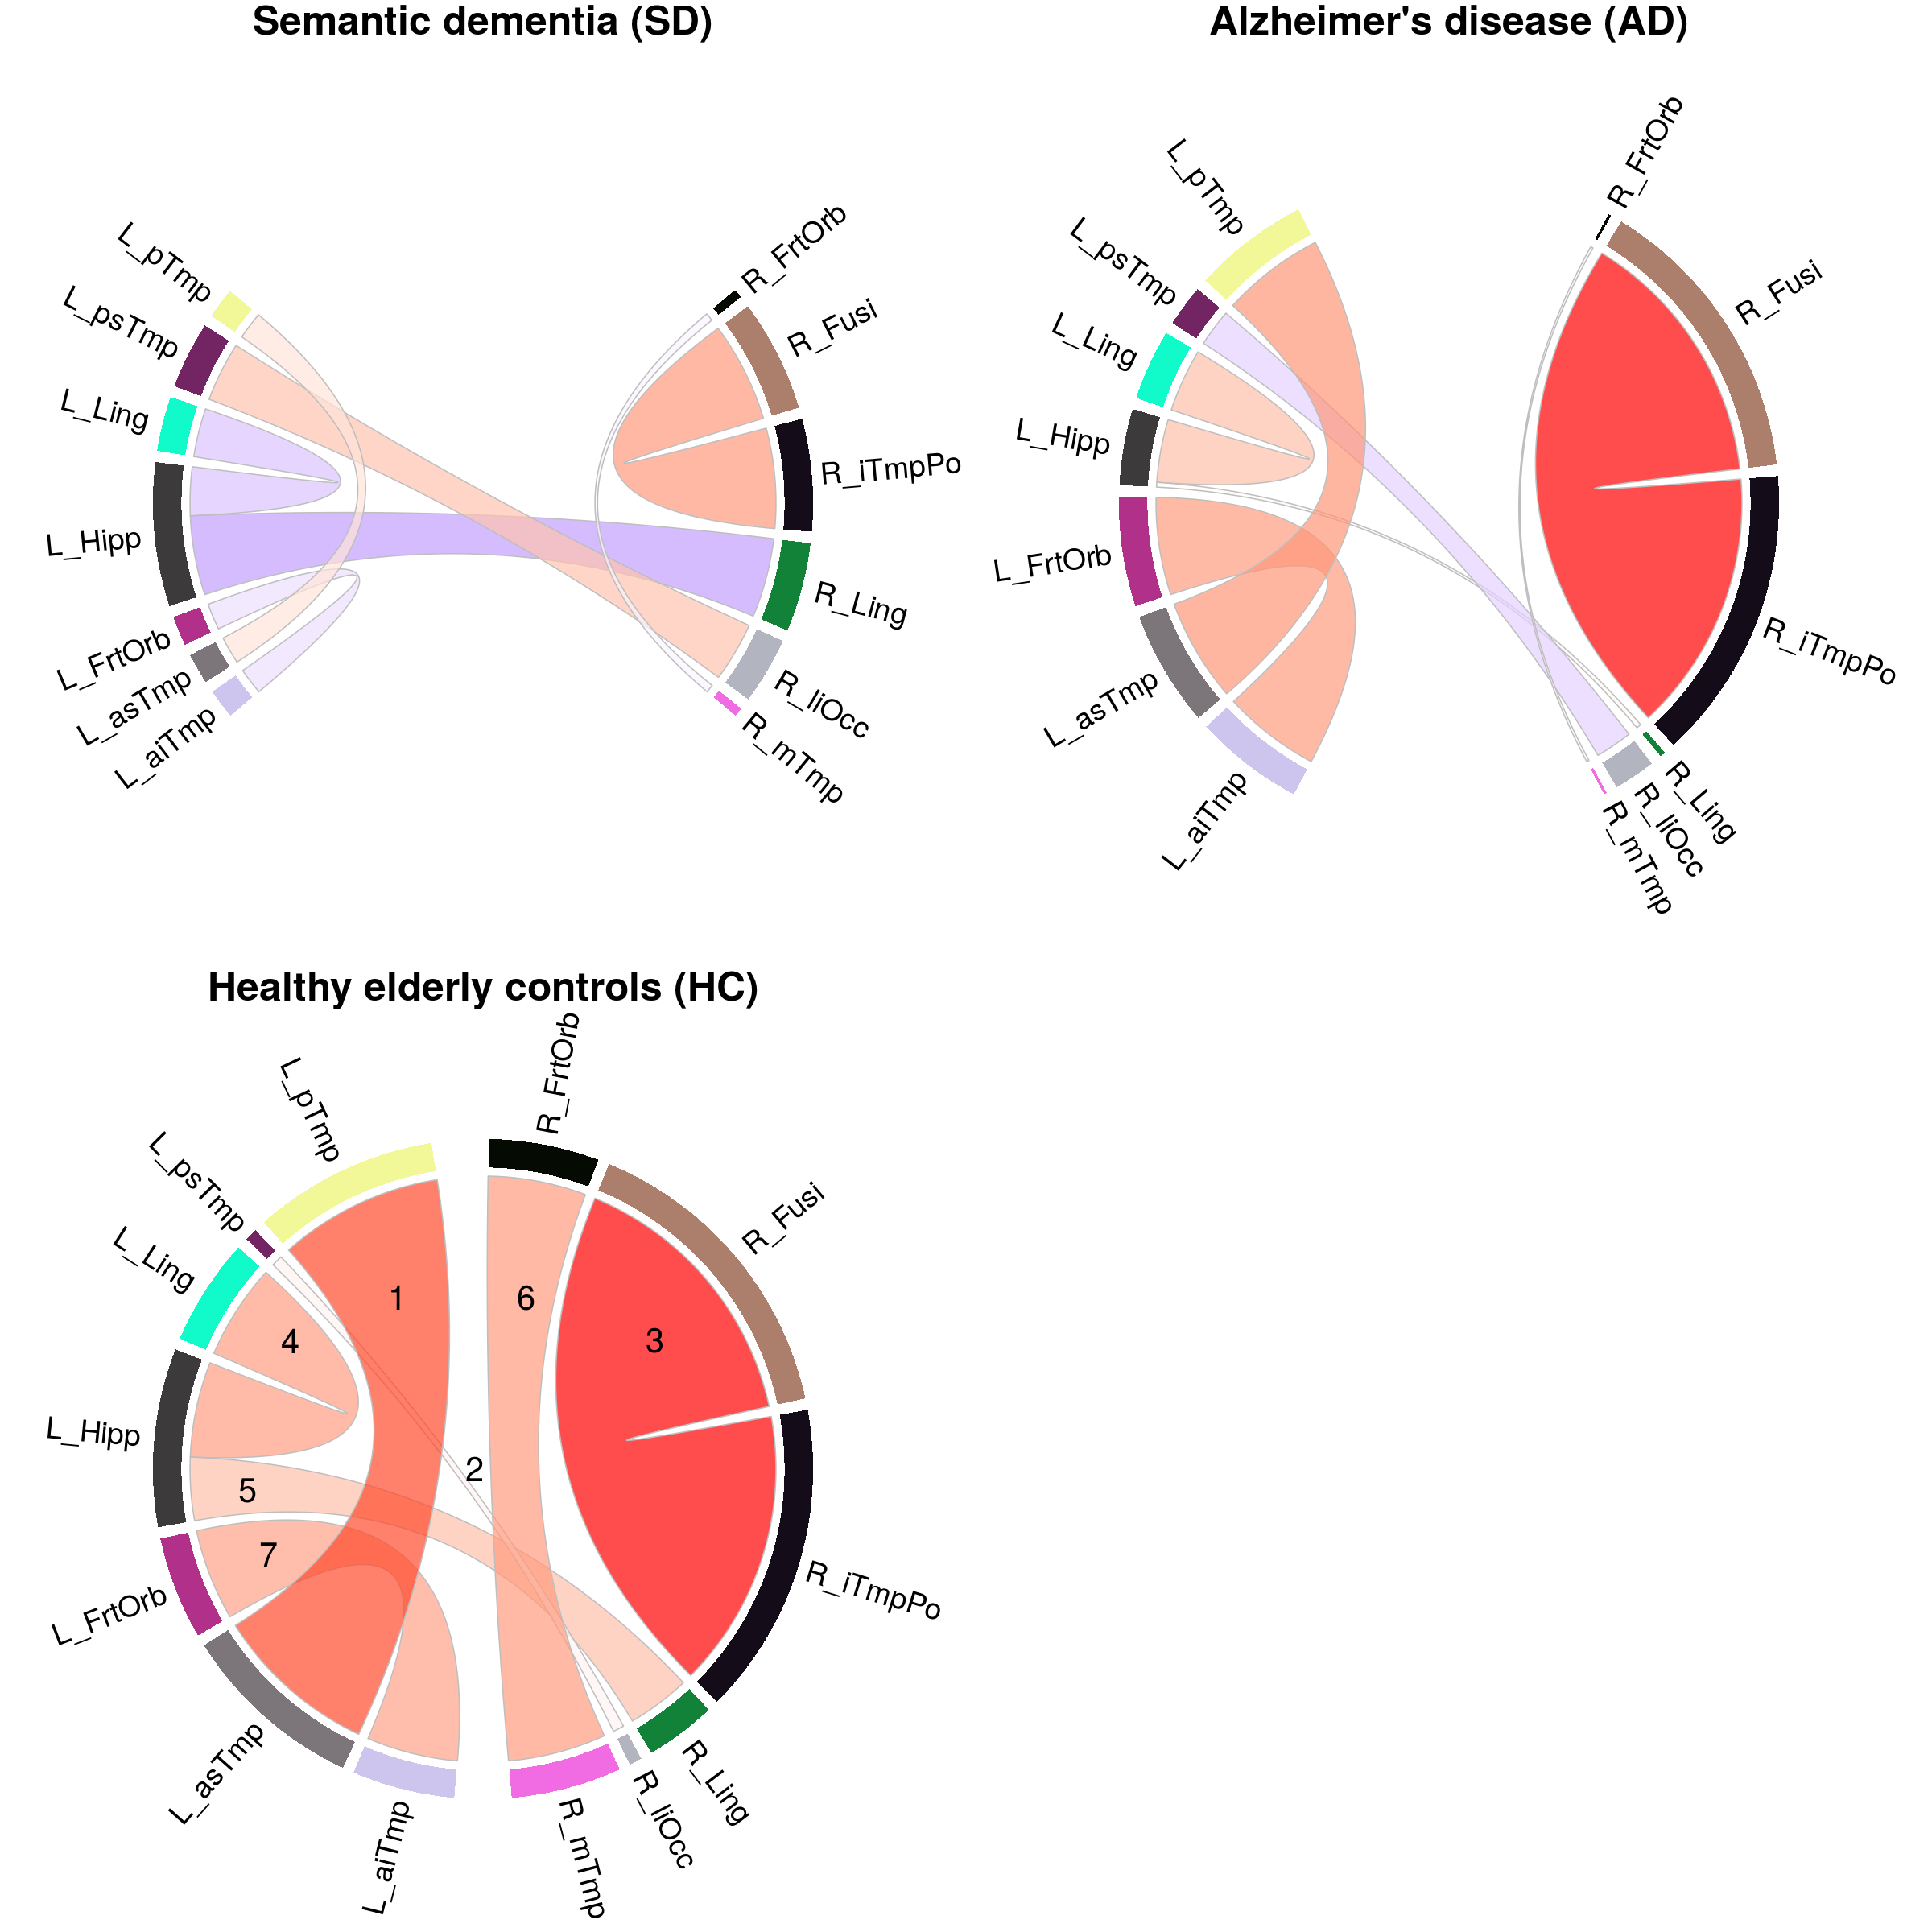 Semantic dementia (SD)
L_pTmp
L_psTmp
L_Ling
L_Hipp
L_FrtOrb
L_asTmp
L_aiTmp
R_FrtOrb
R_Fusi
R_iTmpPo
R_Ling
R_liOcc
R_mTmp
Alzheimer's disease (AD)
L_pTmp
L_psTmp
L_Ling
L_Hipp
L_FrtOrb
L_asTmp
L_aiTmp
R_FrtOrb
R_Fusi
R_iTmpPo
R_Ling
R_liOcc
R_mTmp
Healthy elderly controls (HC)
L_pTmp
L_psTmp
L_Ling
L_Hipp
L_FrtOrb
L_asTmp
L_aiTmp
R_FrtOrb
R_Fusi
R_iTmpPo
R_Ling
R_liOcc
R_mTmp
1
6
3
4
2
5
7